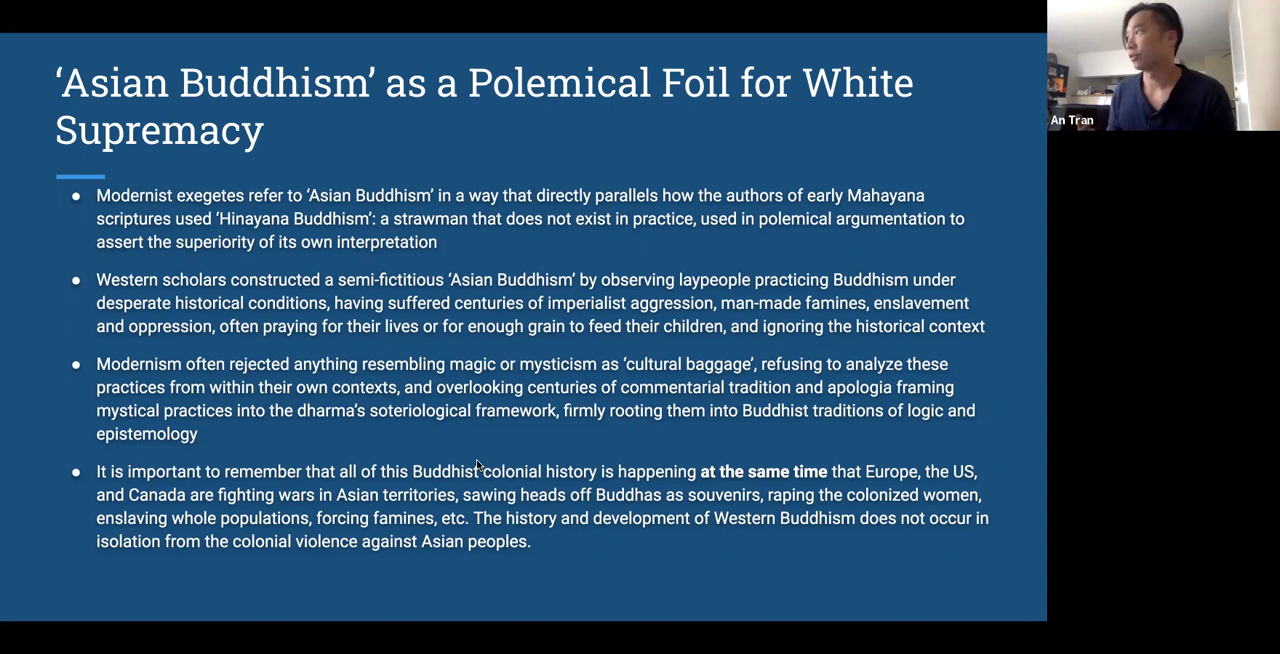 ‘Asian Buddhism’ as a Polemical Foil for White
Supremacy
● Modernist exegetes refer to ‘Asian Buddhism’ in a way that directly parallels how the authors of early Mahayana
scriptures used ‘Hinayana Buddhism’: a strawman that does not exist in practice, used in polemical argumentation to
assert the superiority of its own interpretation
● Western scholars constructed a semi-fictitious ‘Asian Buddhism’ by observing laypeople practicing Buddhism under
desperate historical conditions, having suffered centuries of imperialist aggression, man-made famines, enslavement
and oppression, often praying for their lives or for enough grain to feed their children, and ignoring the historical context
● Modernism often rejected anything resembling magic or mysticism as ‘cultural baggage’, refusing to analyze these
practices from within their own contexts, and overlooking centuries of commentarial tradition and apologia framing
mystical practices into the dharma’s soteriological framework, firmly rooting them into Buddhist traditions of logic and
epistemology
● It is important to remember that all of this Buddhist colonial history is happening at the same time that Europe, the US,
and Canada are fighting wars in Asian territories, sawing heads off Buddhas as souvenirs, raping the colonized women,
enslaving whole populations, forcing famines, etc. The history and development of Western Buddhism does not occur in
isolation from the colonial violence against Asian peoples.
An Tran